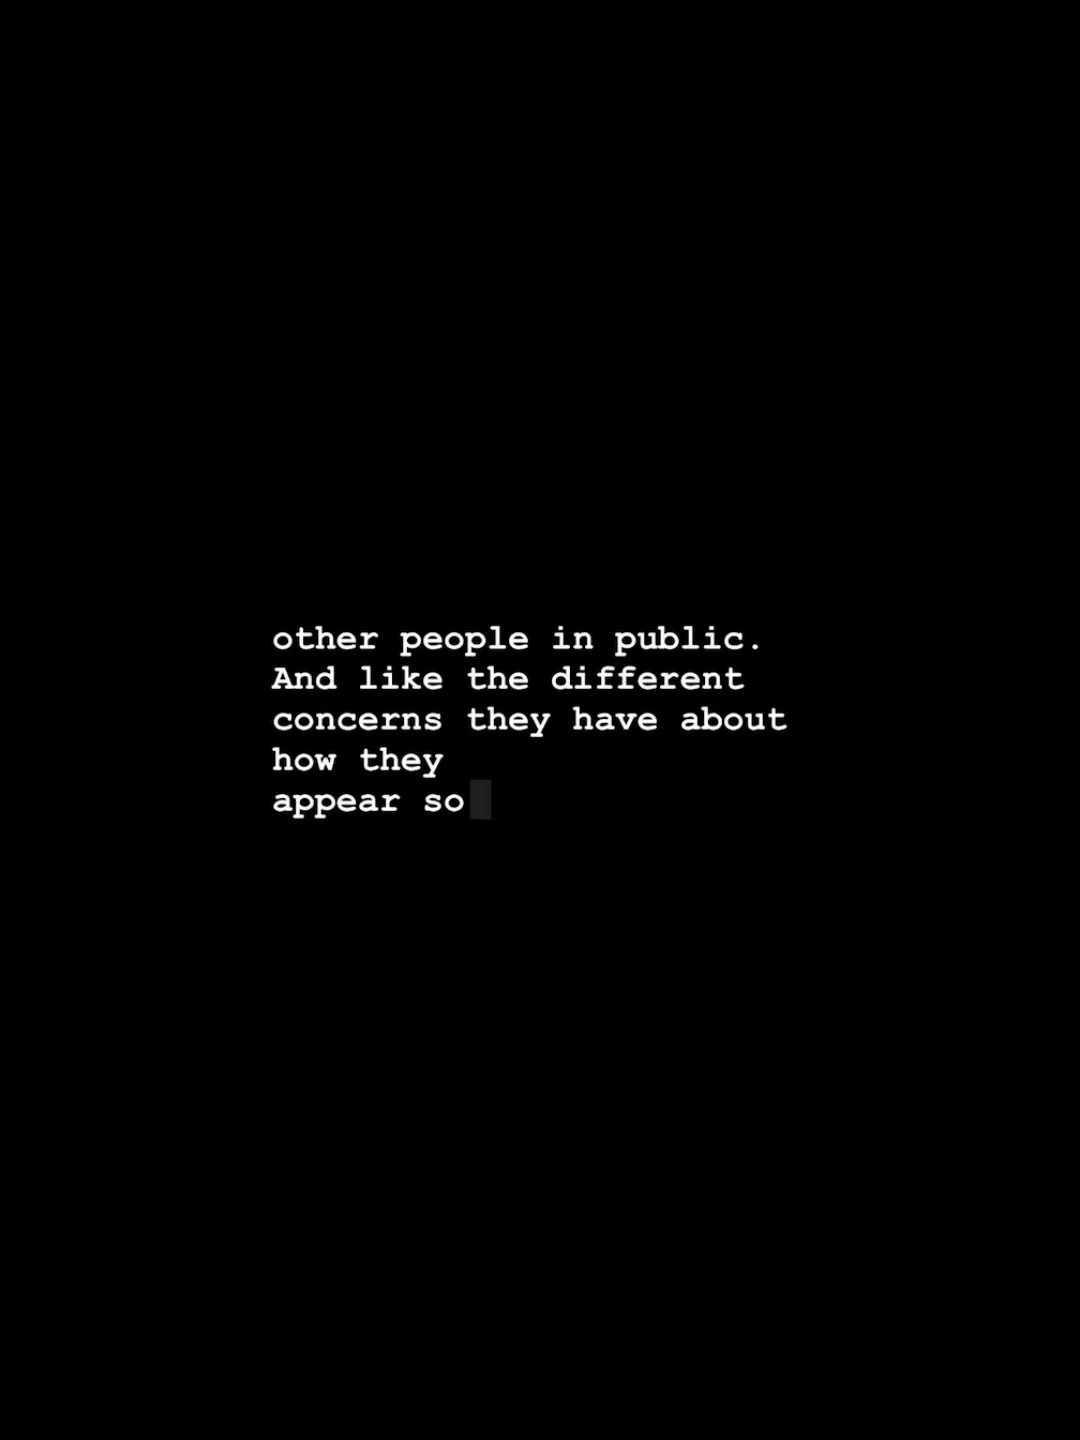 other people in public.
And like the different
concerns they have about
how they
appear so